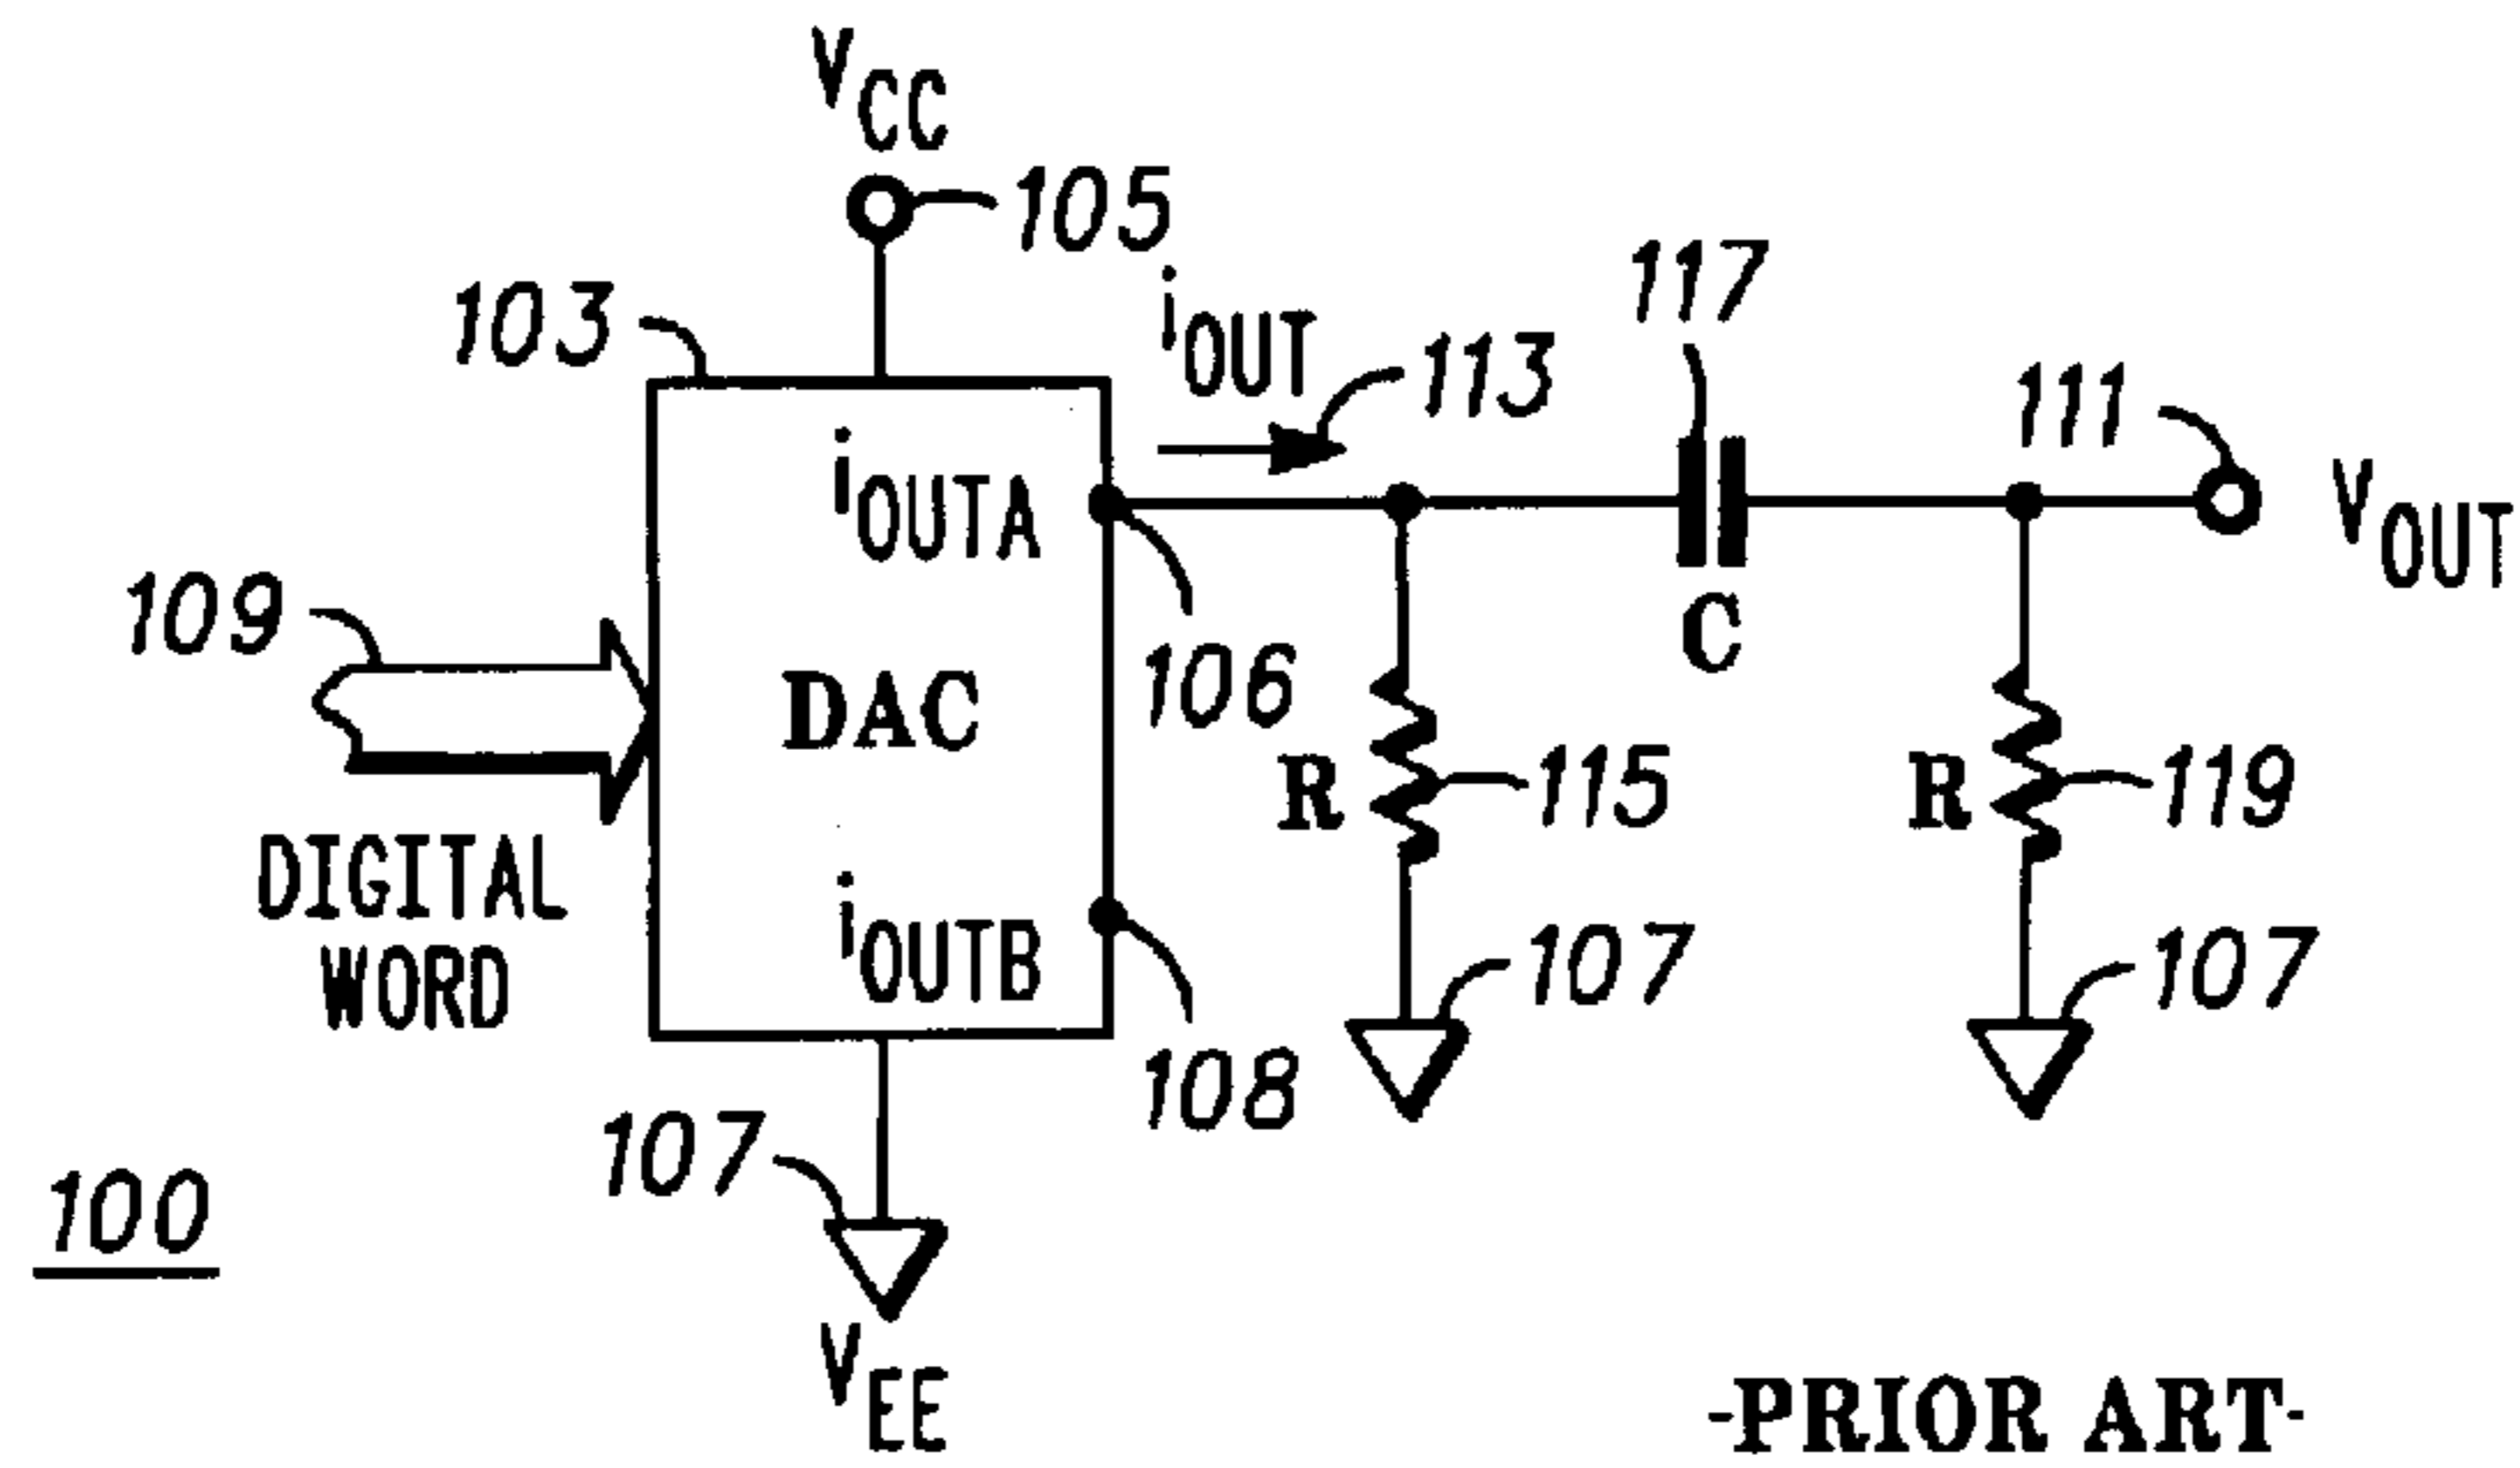 VCC
105
103
iOUT
113
117
111
iOUTA
VOUT
109
106
C
DAC
R
115
R
119
DIGITAL
WORD
iOUTB
107
107
108
107
100
VEE
-PRIOR ART-